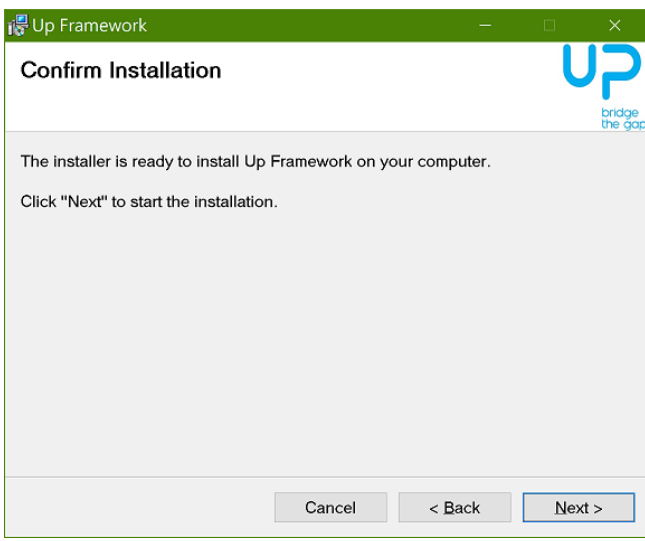 Up Framework
Confirm Installation
UP
bridge
the gap
The installer is ready to install Up Framework on your computer.
Click "Next" to start the installation.
Cancel
< Back
Next >